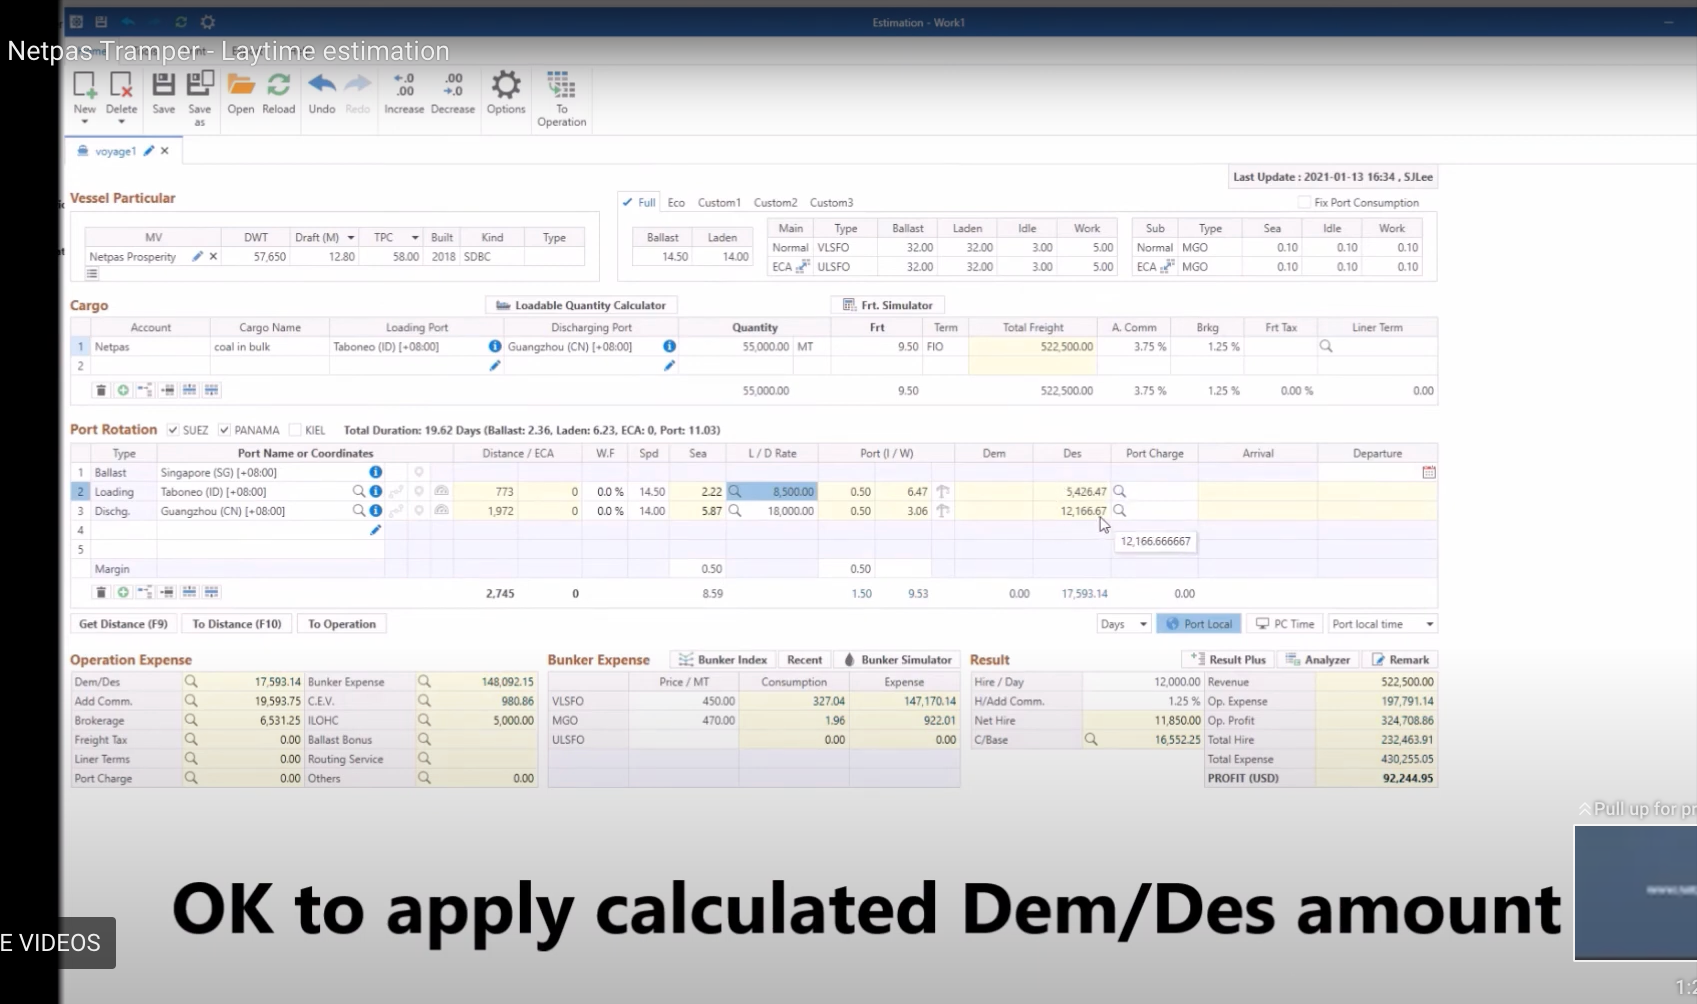 Estimation - Work1
Netpas Tramper - Laytime estimation
New Delete Save Save as Open Reload Undo Redo Increase Decrease Options To Operation
voyage1
Last Update : 2021-01-13 16:34 , SJLee
Vessel Particular
Full Eco Custom1 Custom2 Custom3 Fix Port Consumption
MV DWT Draft (M) TPC Built Kind Type
Netpas Prosperity 57,650 12.80 58.00 2018 SDBC
Ballast Laden
14.50 14.00
Main Type Ballast Laden Idle Work
Normal VLSFO 32.00 32.00 3.00 5.00
ECA ULSFO 32.00 32.00 3.00 5.00
Sub Type Sea Idle Work
Normal MGO 0.10 0.10 0.10
ECA MGO 0.10 0.10 0.10
Cargo Loadable Quantity Calculator Frt. Simulator
Account Cargo Name Loading Port Discharging Port Quantity Frt Term Total Freight A. Comm Brkg Frt Tax Liner Term
1 Netpas coal in bulk Taboneo (ID) [+08:00] Guangzhou (CN) [+08:00] 55,000.00 MT 9.50 FIO 522,500.00 3.75 % 1.25 %
2
55,000.00 9.50 522,500.00 3.75 % 1.25 % 0.00 % 0.00
Port Rotation SUEZ PANAMA KIEL Total Duration: 19.62 Days (Ballast: 2.36, Laden: 6.23, ECA: 0, Port: 11.03)
Type Port Name or Coordinates Distance / ECA W.F Spd Sea L / D Rate Port (I / W) Dem Des Port Charge Arrival Departure
1 Ballast Singapore (SG) [+08:00]
2 Loading Taboneo (ID) [+08:00] 773 0 0.0 % 14.50 2.22 8,500.00 0.50 6.47 5,426.47
3 Dischg. Guangzhou (CN) [+08:00] 1,972 0 0.0 % 14.00 5.87 18,000.00 0.50 3.06 12,166.67
4
12,166.666667
5
Margin 0.50 0.50
2,745 0 8.59 1.50 9.53 0.00 17,593.14 0.00
Get Distance (F9) To Distance (F10) To Operation Days Port Local PC Time Port local time
Operation Expense
Dem/Des 17,593.14 Bunker Expense 148,092.15
Add Comm. 19,593.75 C.E.V. 980.86
Brokerage 6,531.25 ILOHC 5,000.00
Freight Tax 0.00 Ballast Bonus
Liner Terms 0.00 Routing Service
Port Charge 0.00 Others 0.00
Bunker Expense Bunker Index Recent Bunker Simulator
Price / MT Consumption Expense
VLSFO 450.00 327.04 147,170.14
MGO 470.00 1.96 922.01
ULSFO 0.00 0.00
Result Result Plus Analyzer Remark
Hire / Day 12,000.00 Revenue 522,500.00
H/Add Comm. 1.25 % Op. Expense 197,791.14
Net Hire 11,850.00 Op. Profit 324,708.86
C/Base 16,552.25 Total Hire 232,463.91
Total Expense 430,255.05
PROFIT (USD) 92,244.95
Pull up for pr
OK to apply calculated Dem/Des amount
E VIDEOS